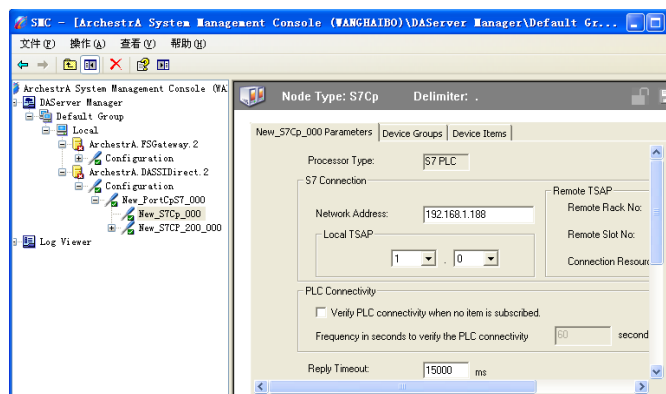 SMC - [ArchestrA System Management Console (WANGHAIBO)\DAServer Manager\Default Gr...
文件(F) 操作(A) 查看(V) 帮助(H)
ArchestrA System Management Console (WA
DAServer Manager
Default Group
Local
ArchestrA.FSGateway.2
Configuration
ArchestrA.DASSIDirect.2
Configuration
New_PortCpS7_000
New_S7Cp_000
New_S7CP_200_000
Log Viewer
Node Type: S7Cp Delimiter: .
New_S7Cp_000 Parameters Device Groups Device Items
Processor Type: S7 PLC
S7 Connection
Network Address: 192.168.1.188
Local TSAP
1 . 0
Remote TSAP
Remote Rack No:
Remote Slot No:
Connection Resour
PLC Connectivity
Verify PLC connectivity when no item is subscribed.
Frequency in seconds to verify the PLC connectivity 60 second
Reply Timeout: 15000 ms